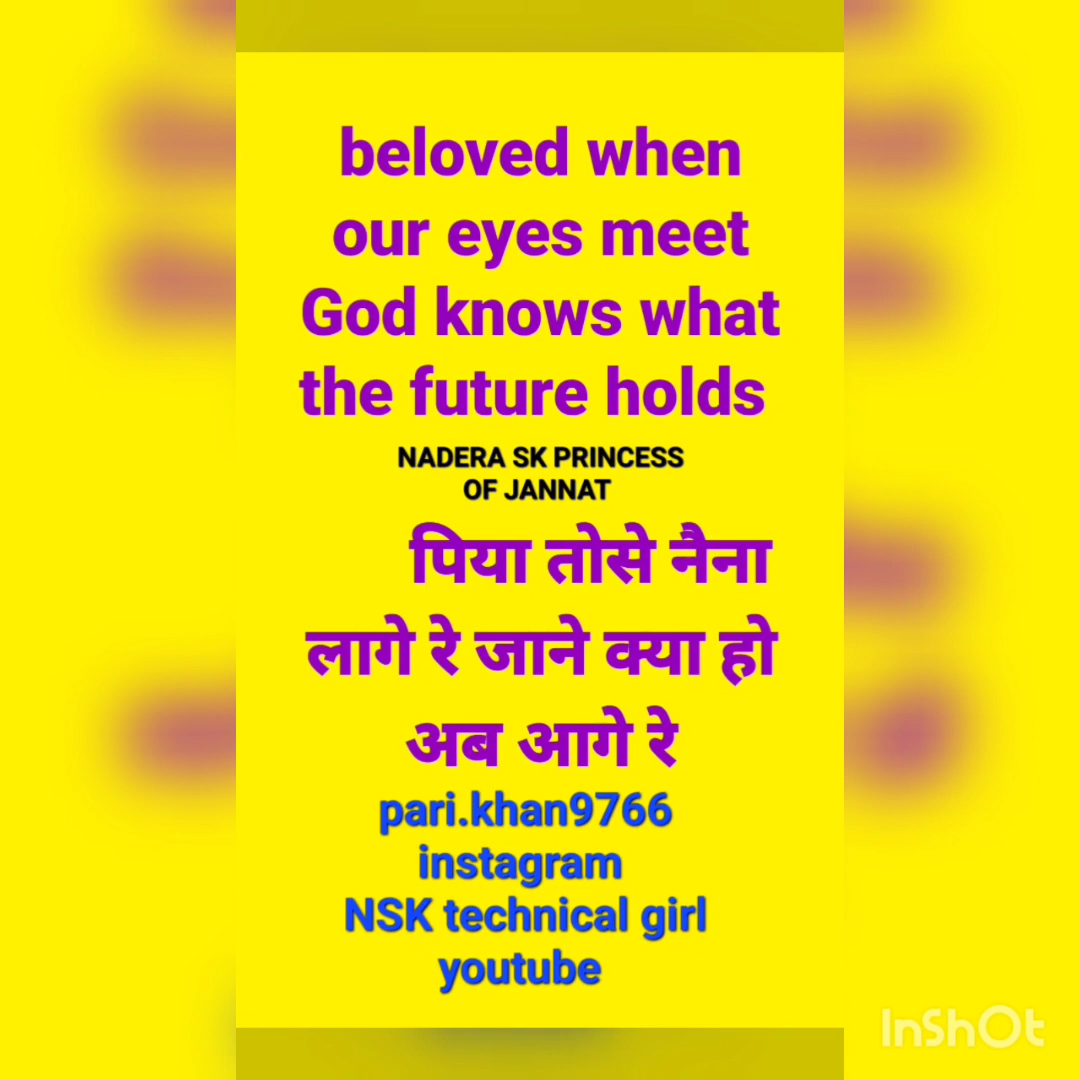 beloved when
our eyes meet
God knows what
the future holds
NADERA SK PRINCESS
OF JANNAT
पिया तोसे नैना
लागे रे जाने क्या हो
अब आगे रे
pari.khan9766
instagram
NSK technical girl
youtube
InShOt